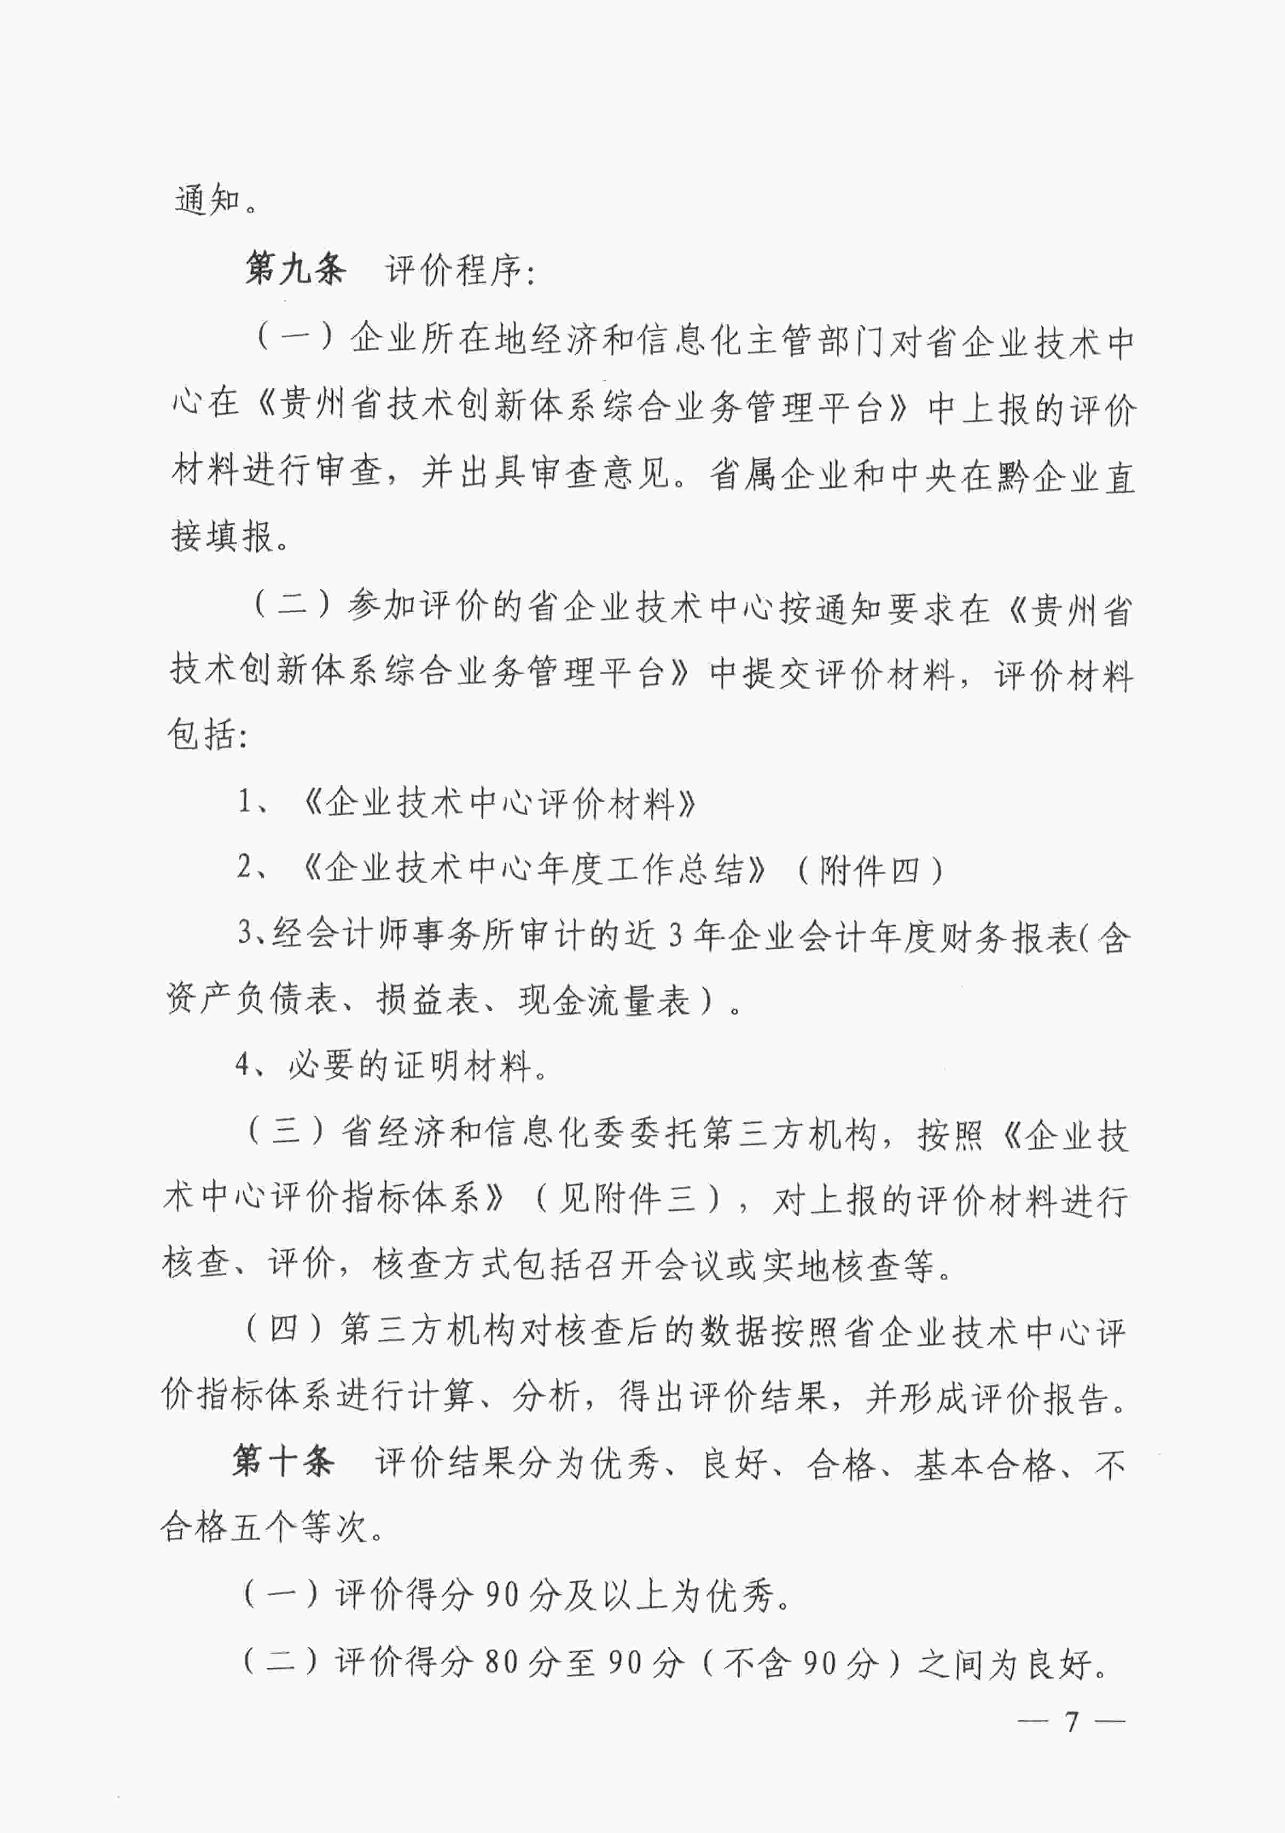 通知。
第九条　评价程序：
（一）企业所在地经济和信息化主管部门对省企业技术中
心在《贵州省技术创新体系综合业务管理平台》中上报的评价
材料进行审查，并出具审查意见。省属企业和中央在黔企业直
接填报。
（二）参加评价的省企业技术中心按通知要求在《贵州省
技术创新体系综合业务管理平台》中提交评价材料，评价材料
包括：
1、《企业技术中心评价材料》
2、《企业技术中心年度工作总结》（附件四）
3、经会计师事务所审计的近 3 年企业会计年度财务报表（含
资产负债表、损益表、现金流量表）。
4、必要的证明材料。
（三）省经济和信息化委委托第三方机构，按照《企业技
术中心评价指标体系》（见附件三），对上报的评价材料进行
核查、评价，核查方式包括召开会议或实地核查等。
（四）第三方机构对核查后的数据按照省企业技术中心评
价指标体系进行计算、分析，得出评价结果，并形成评价报告。
第十条　评价结果分为优秀、良好、合格、基本合格、不
合格五个等次。
（一）评价得分 90 分及以上为优秀。
（二）评价得分 80 分至 90 分（不含 90 分）之间为良好。
— 7 —